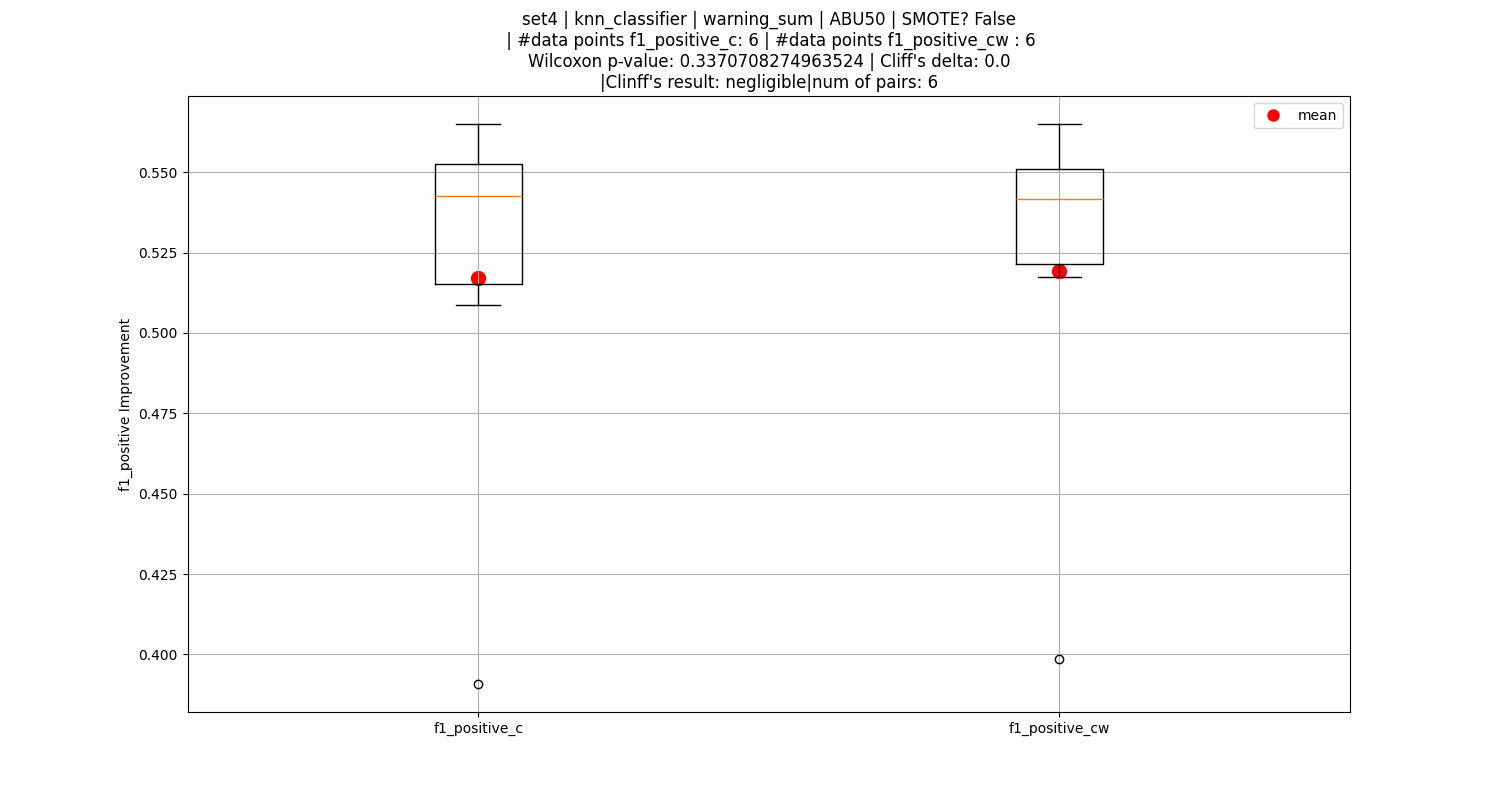 set4 | knn_classifier | warning_sum | ABU50 | SMOTE? False
| #data points f1_positive_c: 6 | #data points f1_positive_cw : 6
Wilcoxon p-value: 0.3370708274963524 | Cliff's delta: 0.0
|Clinff's result: negligible|num of pairs: 6
mean
0.550
0.525
0.500
0.475
0.450
0.425
0.400
f1_positive Improvement
f1_positive_c
f1_positive_cw